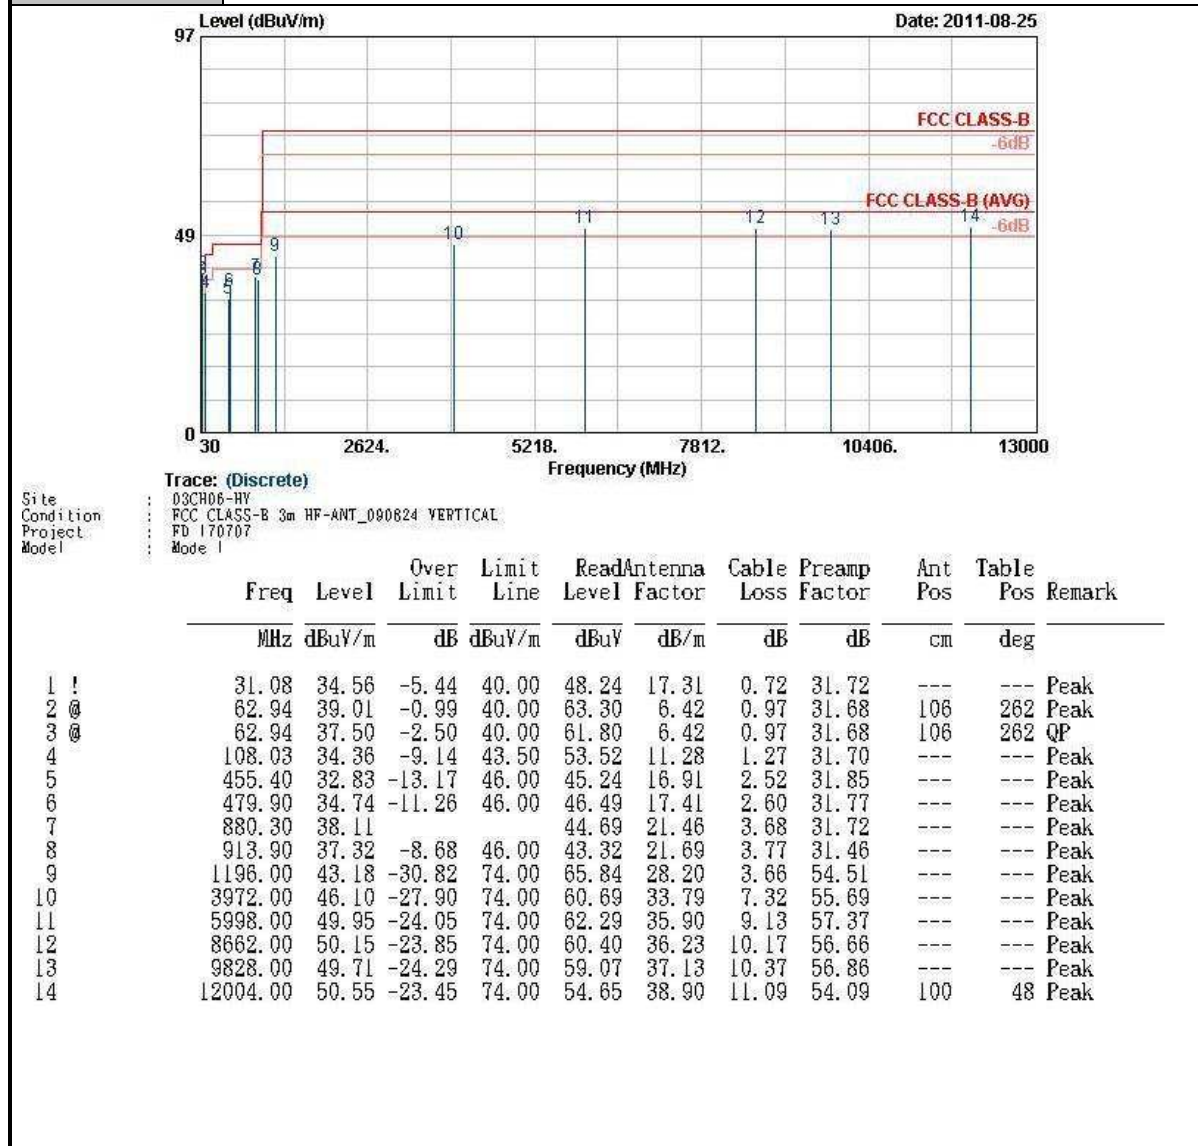 Level (dBuV/m) Date: 2011-08-25
97
FCC CLASS-B
-6dB
FCC CLASS-B (AVG)
-6dB
49
1 2 3 4 5 6 7 8 9 10 11 12 13 14
0
30 2624. 5218. 7812. 10406. 13000
Frequency (MHz)
Trace: (Discrete)
Site : 03CH06-HY
Condition : FCC CLASS-B 3m HF-ANT_090624 VERTICAL
Project : FD 170707
Model : Mode 1
Over Limit ReadAntenna Cable Preamp Ant Table
Freq Level Limit Line Level Factor Loss Factor Pos Pos Remark
MHz dBuV/m dB dBuV/m dBuV dB/m dB dB cm deg
1 ! 31.08 34.56 -5.44 40.00 48.24 17.31 0.72 31.72 --- --- Peak
2 @ 62.94 39.01 -0.99 40.00 63.30 6.42 0.97 31.68 106 262 Peak
3 @ 62.94 37.50 -2.50 40.00 61.80 6.42 0.97 31.68 106 262 QP
4 108.03 34.36 -9.14 43.50 53.52 11.28 1.27 31.70 --- --- Peak
5 455.40 32.83 -13.17 46.00 45.24 16.91 2.52 31.85 --- --- Peak
6 479.90 34.74 -11.26 46.00 46.49 17.41 2.60 31.77 --- --- Peak
7 880.30 38.11 44.69 21.46 3.68 31.72 --- --- Peak
8 913.90 37.32 -8.68 46.00 43.32 21.69 3.77 31.46 --- --- Peak
9 1196.00 43.18 -30.82 74.00 65.84 28.20 3.66 54.51 --- --- Peak
10 3972.00 46.10 -27.90 74.00 60.69 33.79 7.32 55.69 --- --- Peak
11 5998.00 49.95 -24.05 74.00 62.29 35.90 9.13 57.37 --- --- Peak
12 8662.00 50.15 -23.85 74.00 60.40 36.23 10.17 56.66 --- --- Peak
13 9828.00 49.71 -24.29 74.00 59.07 37.13 10.37 56.86 --- --- Peak
14 12004.00 50.55 -23.45 74.00 54.65 38.90 11.09 54.09 100 48 Peak